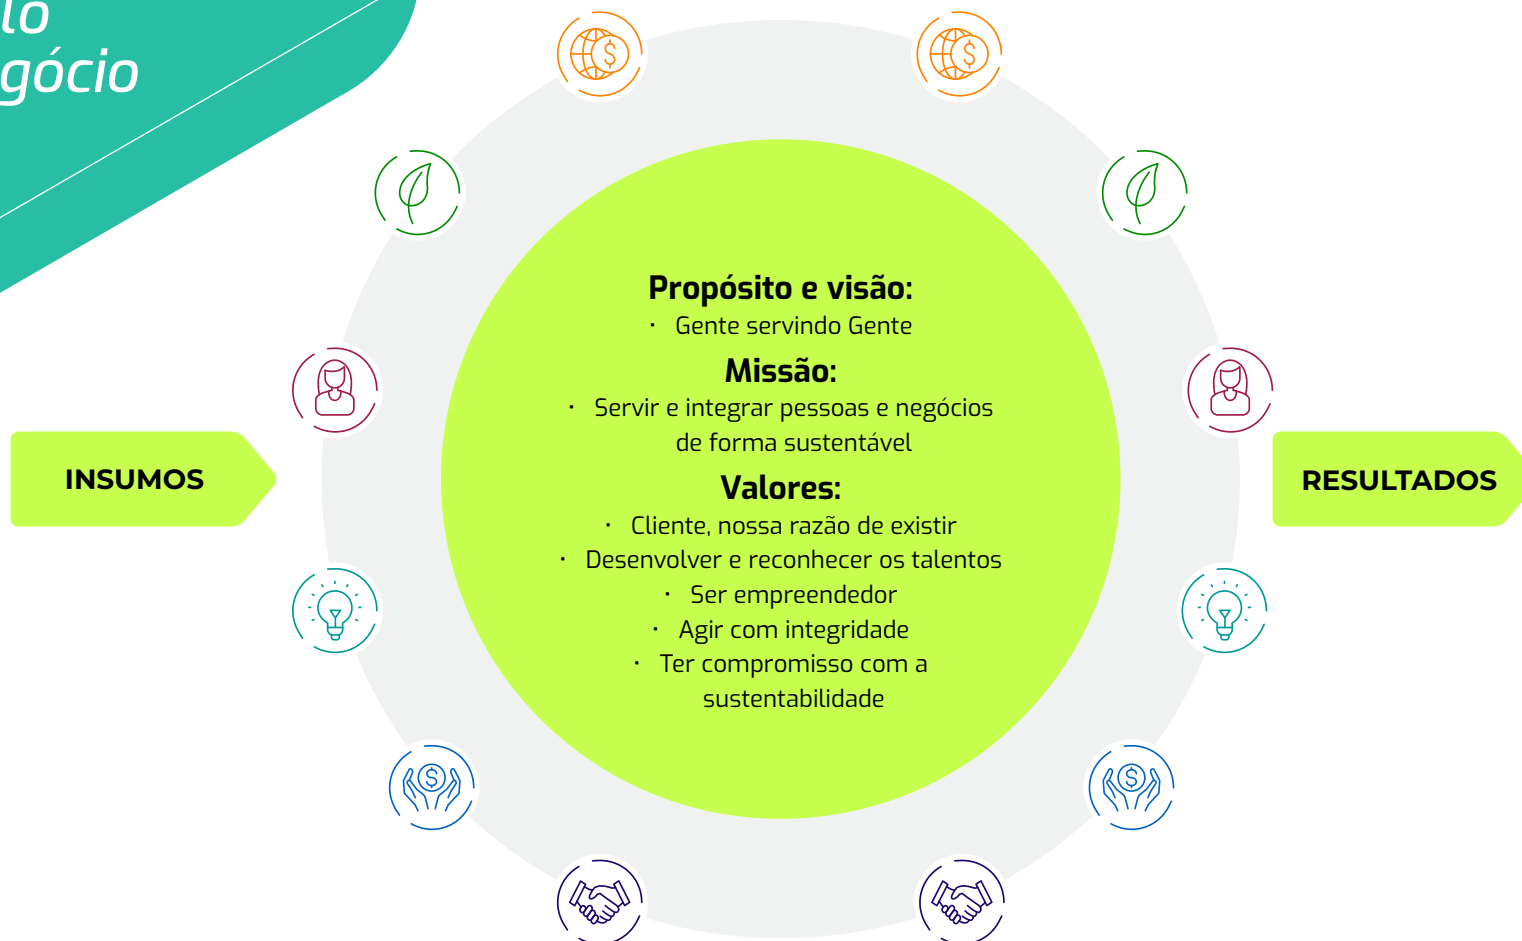 lo
gócio
Propósito e visão:
· Gente servindo Gente
Missão:
· Servir e integrar pessoas e negócios
de forma sustentável
Valores:
· Cliente, nossa razão de existir
· Desenvolver e reconhecer os talentos
· Ser empreendedor
· Agir com integridade
· Ter compromisso com a
sustentabilidade
INSUMOS
RESULTADOS